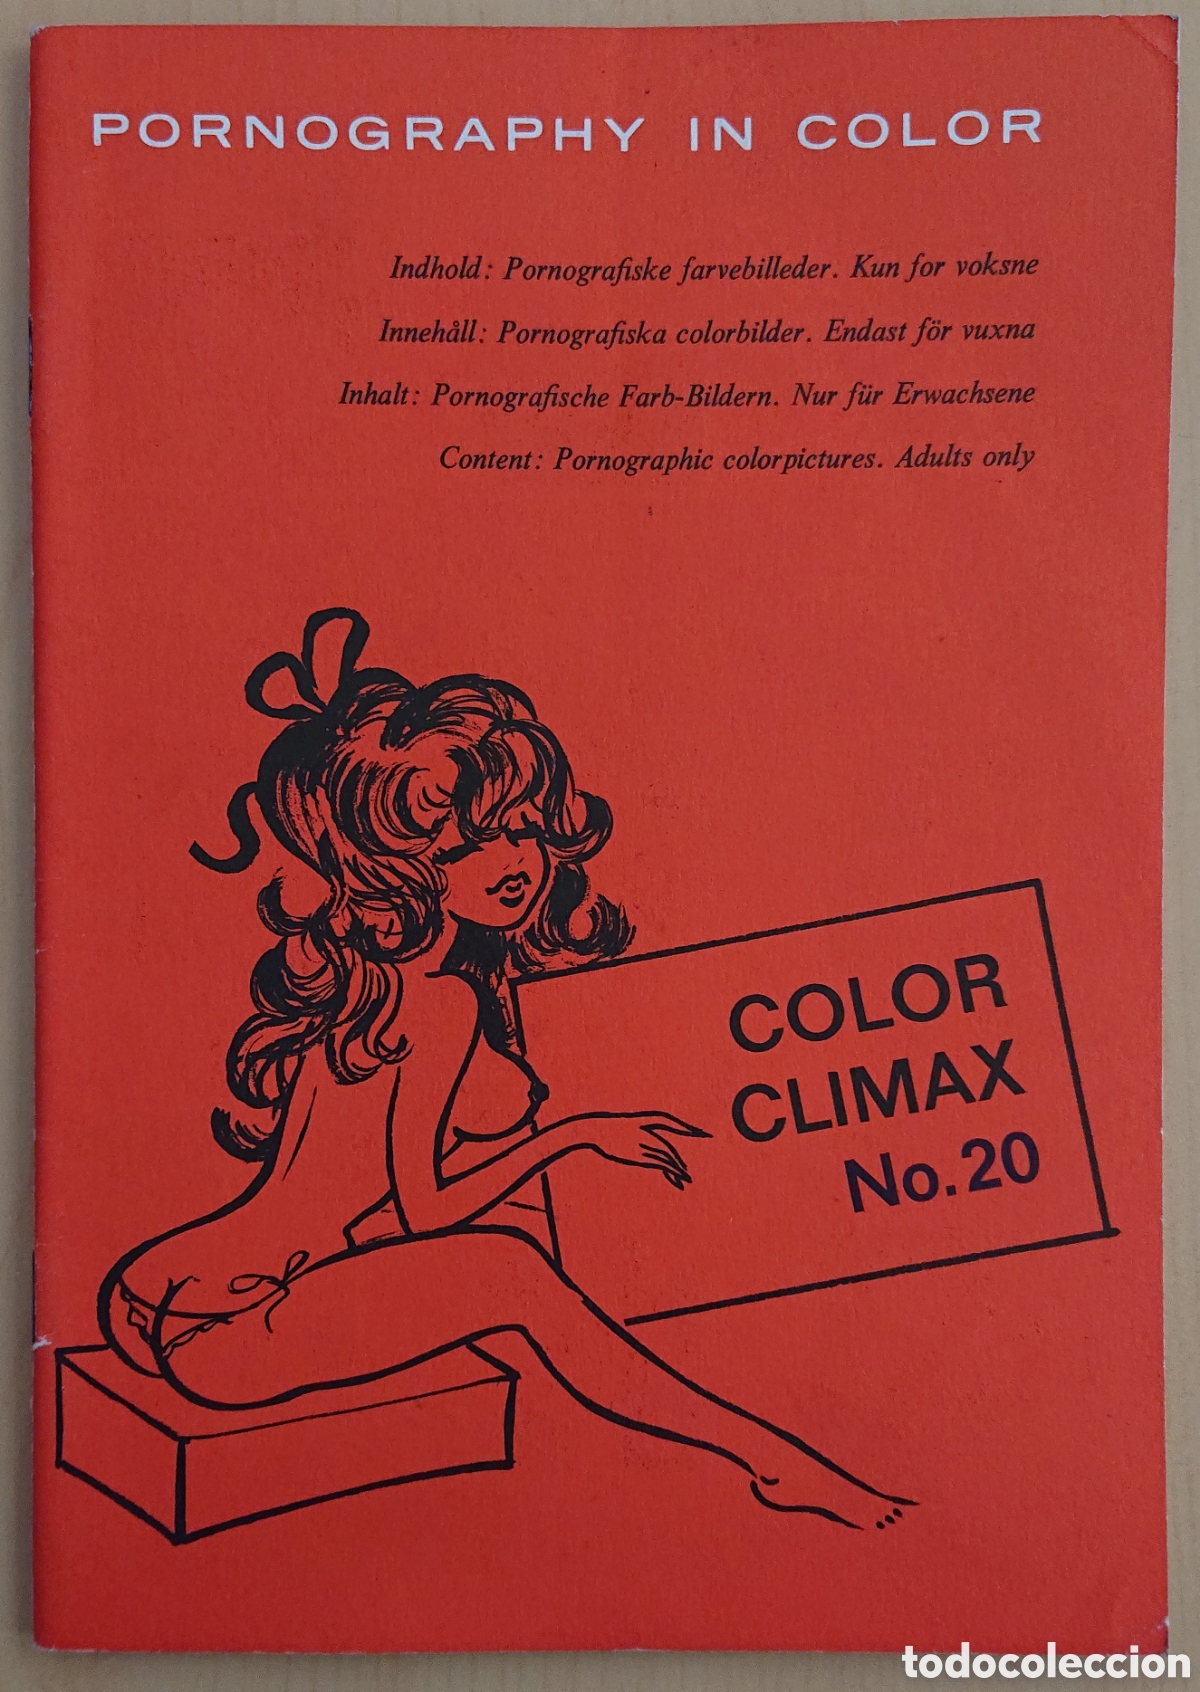 PORNOGRAPHY IN COLOR
Indhold: Pornografiske farvebilleder. Kun for voksne
Innehåll: Pornografiska colorbilder. Endast för vuxna
Inhalt: Pornografische Farb-Bildern. Nur für Erwachsene
Content: Pornographic colorpictures. Adults only
COLOR
CLIMAX
No. 20
todocoleccion